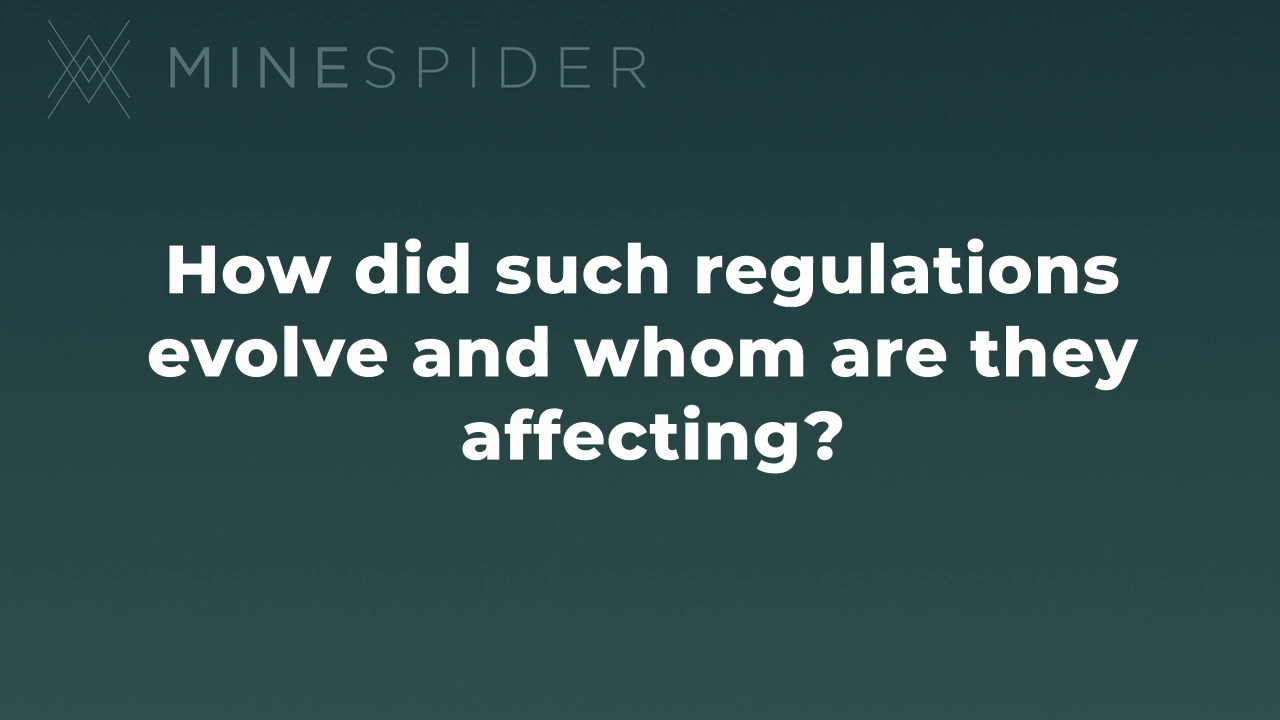 MINESPIDER
How did such regulations
evolve and whom are they
affecting?